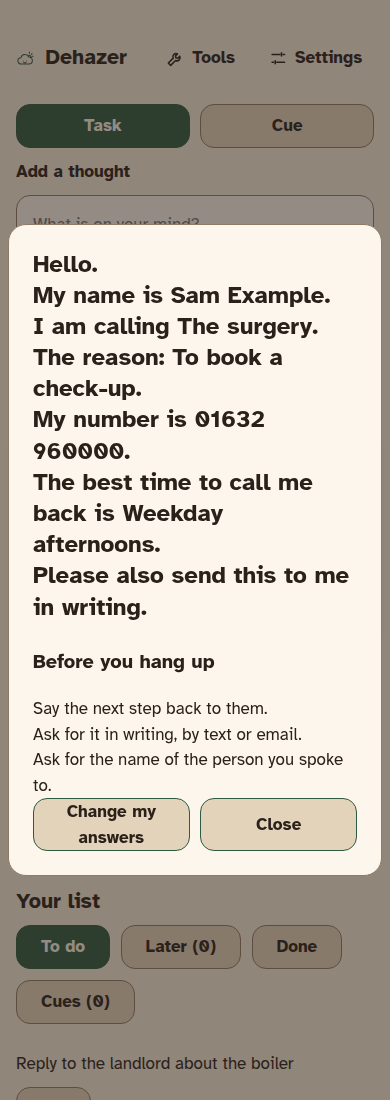 Dehazer
Tools
Settings
Task
Cue
Add a thought
What is on your mind?
Hello.
My name is Sam Example.
I am calling The surgery.
The reason: To book a
check-up.
My number is 01632
960000.
The best time to call me
back is Weekday
afternoons.
Please also send this to me
in writing.
Before you hang up
Say the next step back to them.
Ask for it in writing, by text or email.
Ask for the name of the person you spoke
to.
Change my
answers
Close
Your list
To do
Later (0)
Done
Cues (0)
Reply to the landlord about the boiler